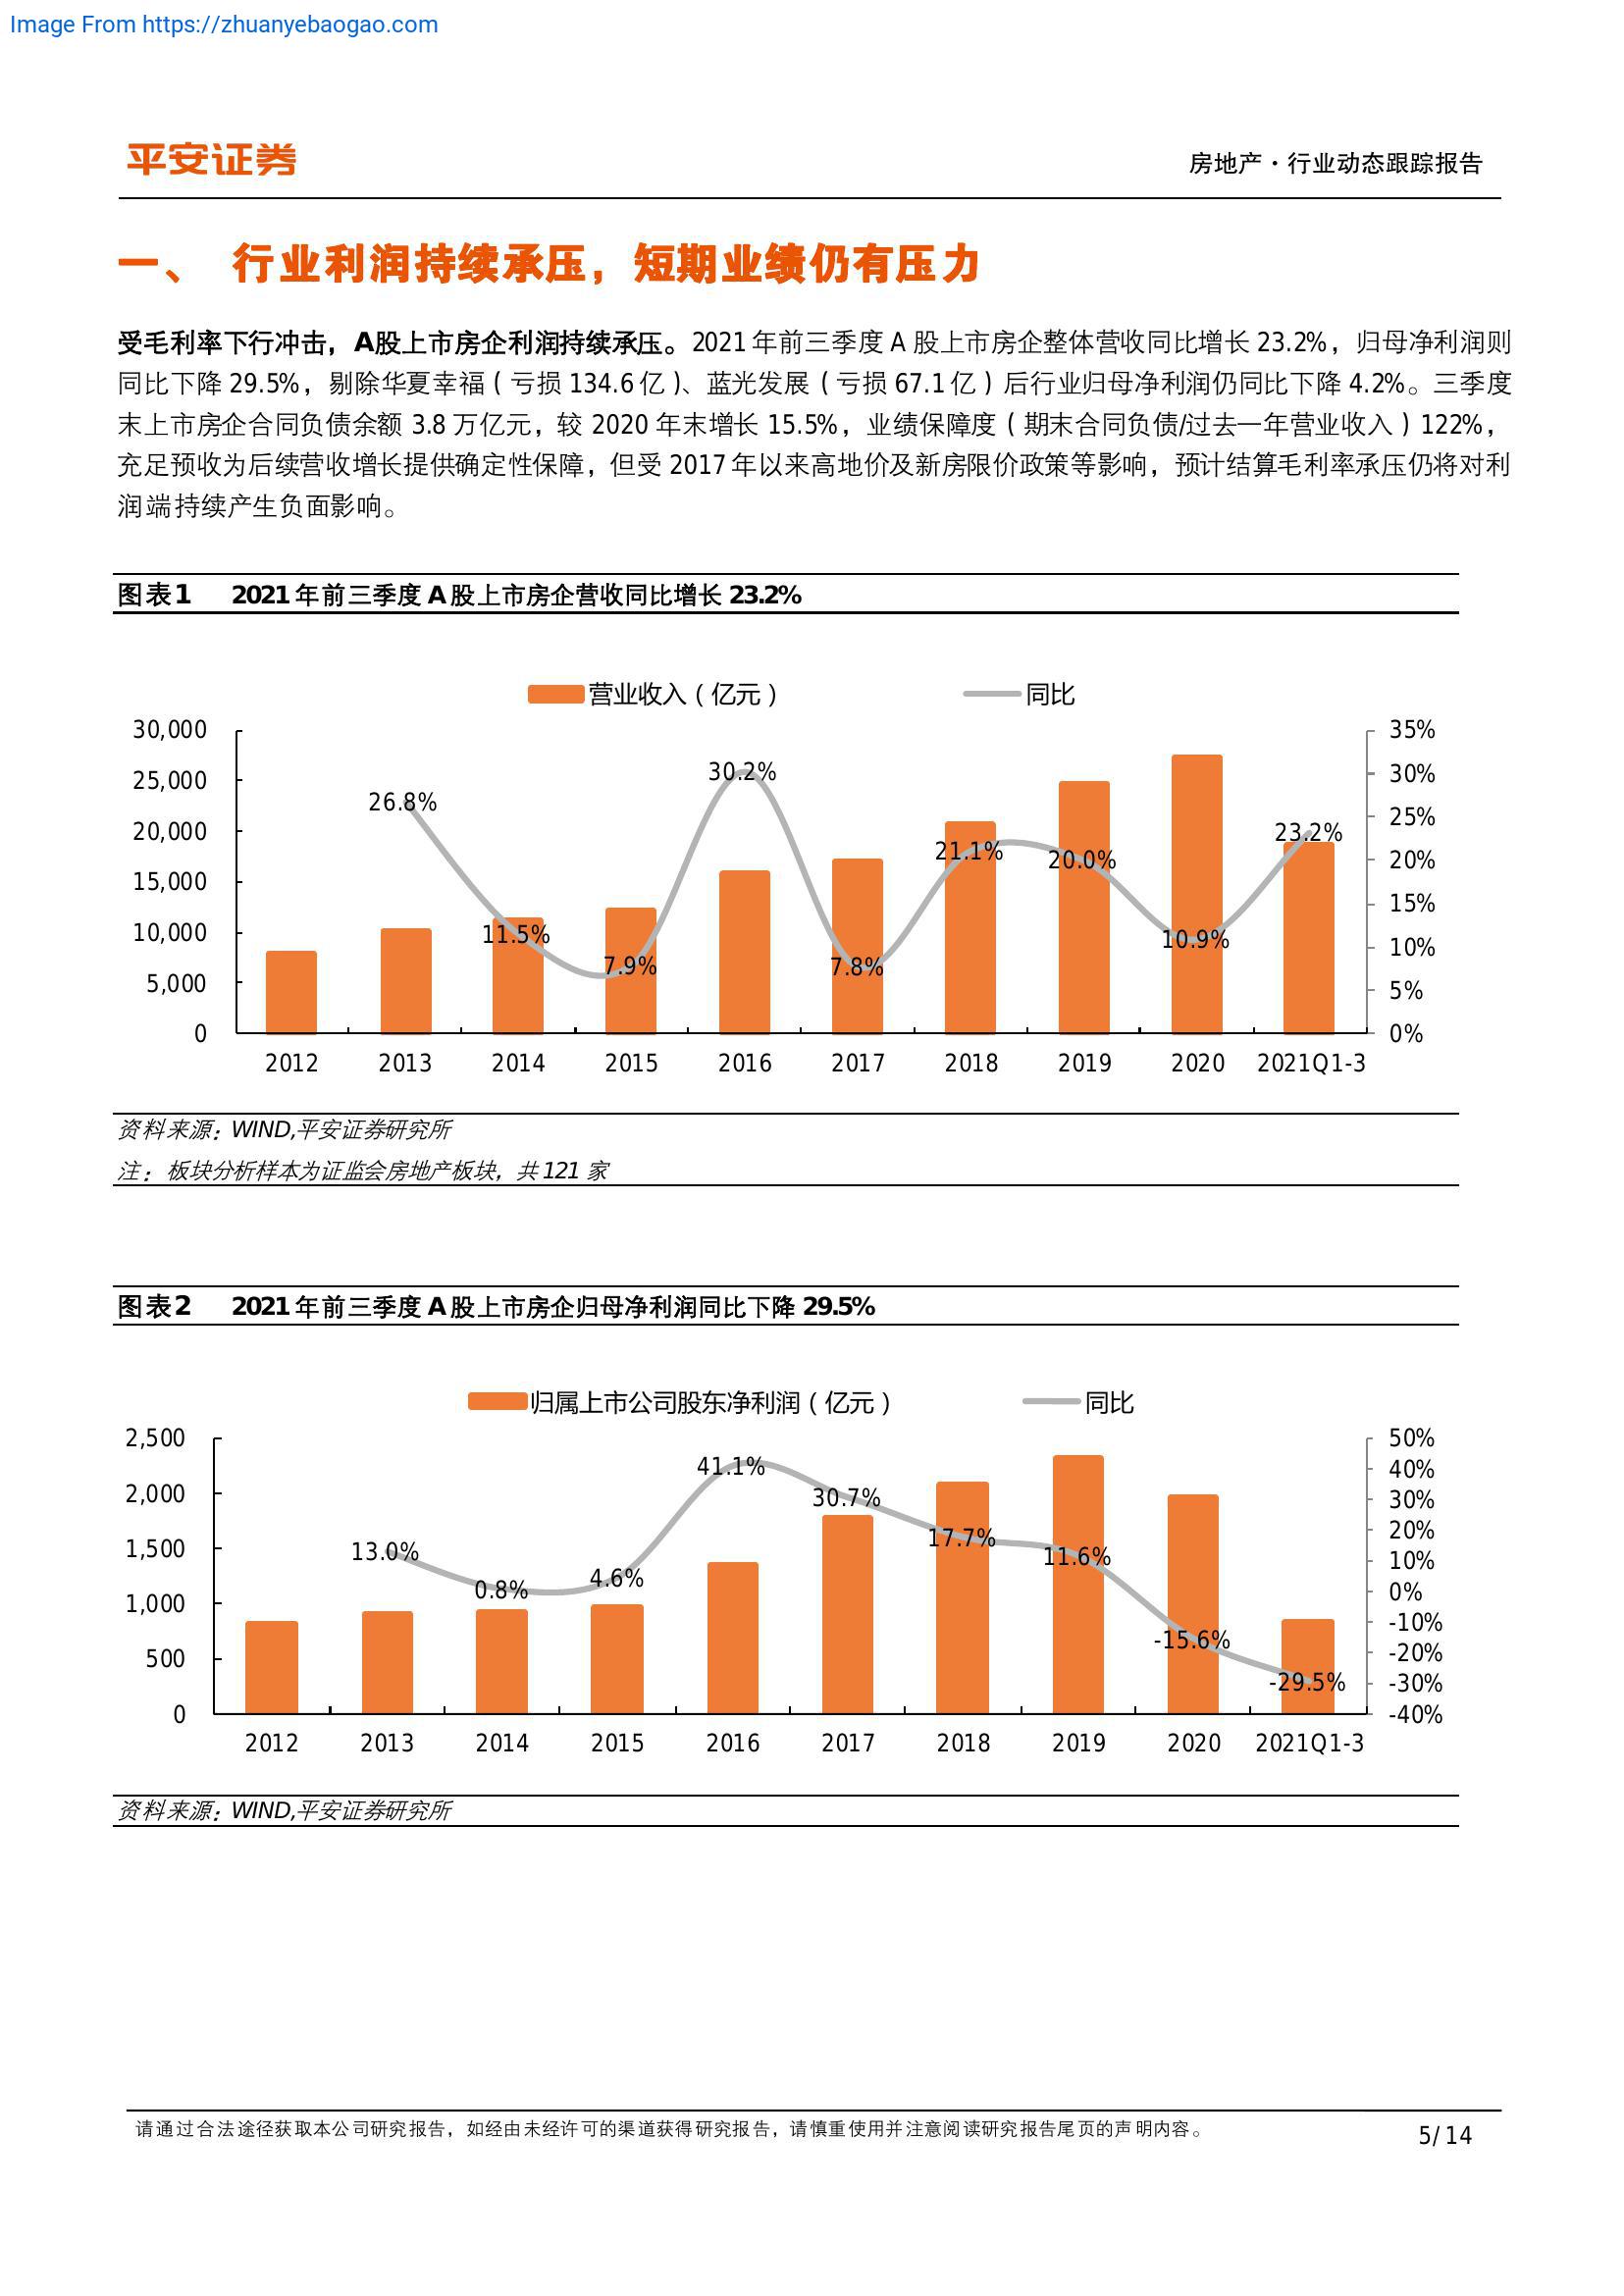 Image From https://zhuanyebaogao.com
平安证券
房地产·行业动态跟踪报告
一、 行业利润持续承压，短期业绩仍有压力
受毛利率下行冲击，A股上市房企利润持续承压。2021年前三季度A股上市房企整体营收同比增长23.2%，归母净利润则
同比下降29.5%，剔除华夏幸福（亏损134.6亿）、蓝光发展（亏损67.1亿）后行业归母净利润仍同比下降4.2%。三季度
末上市房企合同负债余额3.8万亿元，较2020年末增长15.5%，业绩保障度（期末合同负债/过去一年营业收入）122%，
充足预收为后续营收增长提供确定性保障，但受2017年以来高地价及新房限价政策等影响，预计结算毛利率承压仍将对利
润端持续产生负面影响。
图表1 2021年前三季度A股上市房企营收同比增长23.2%
营业收入（亿元） 同比
30,000 35%
25,000 30%
20,000 25%
15,000 20%
10,000 15%
5,000 10%
0 5%
0%
26.8% 11.5% 7.9% 30.2% 7.8% 21.1% 20.0% 10.9% 23.2%
2012 2013 2014 2015 2016 2017 2018 2019 2020 2021Q1-3
资料来源：WIND,平安证券研究所
注：板块分析样本为证监会房地产板块，共121家
图表2 2021年前三季度A股上市房企归母净利润同比下降29.5%
归属上市公司股东净利润（亿元） 同比
2,500 50%
2,000 40%
1,500 30%
1,000 20%
500 10%
0 0%
-10%
-20%
-30%
-40%
13.0% 0.8% 4.6% 41.1% 30.7% 17.7% 11.6% -15.6% -29.5%
2012 2013 2014 2015 2016 2017 2018 2019 2020 2021Q1-3
资料来源：WIND,平安证券研究所
请通过合法途径获取本公司研究报告，如经由未经许可的渠道获得研究报告，请慎重使用并注意阅读研究报告尾页的声明内容。
5/14